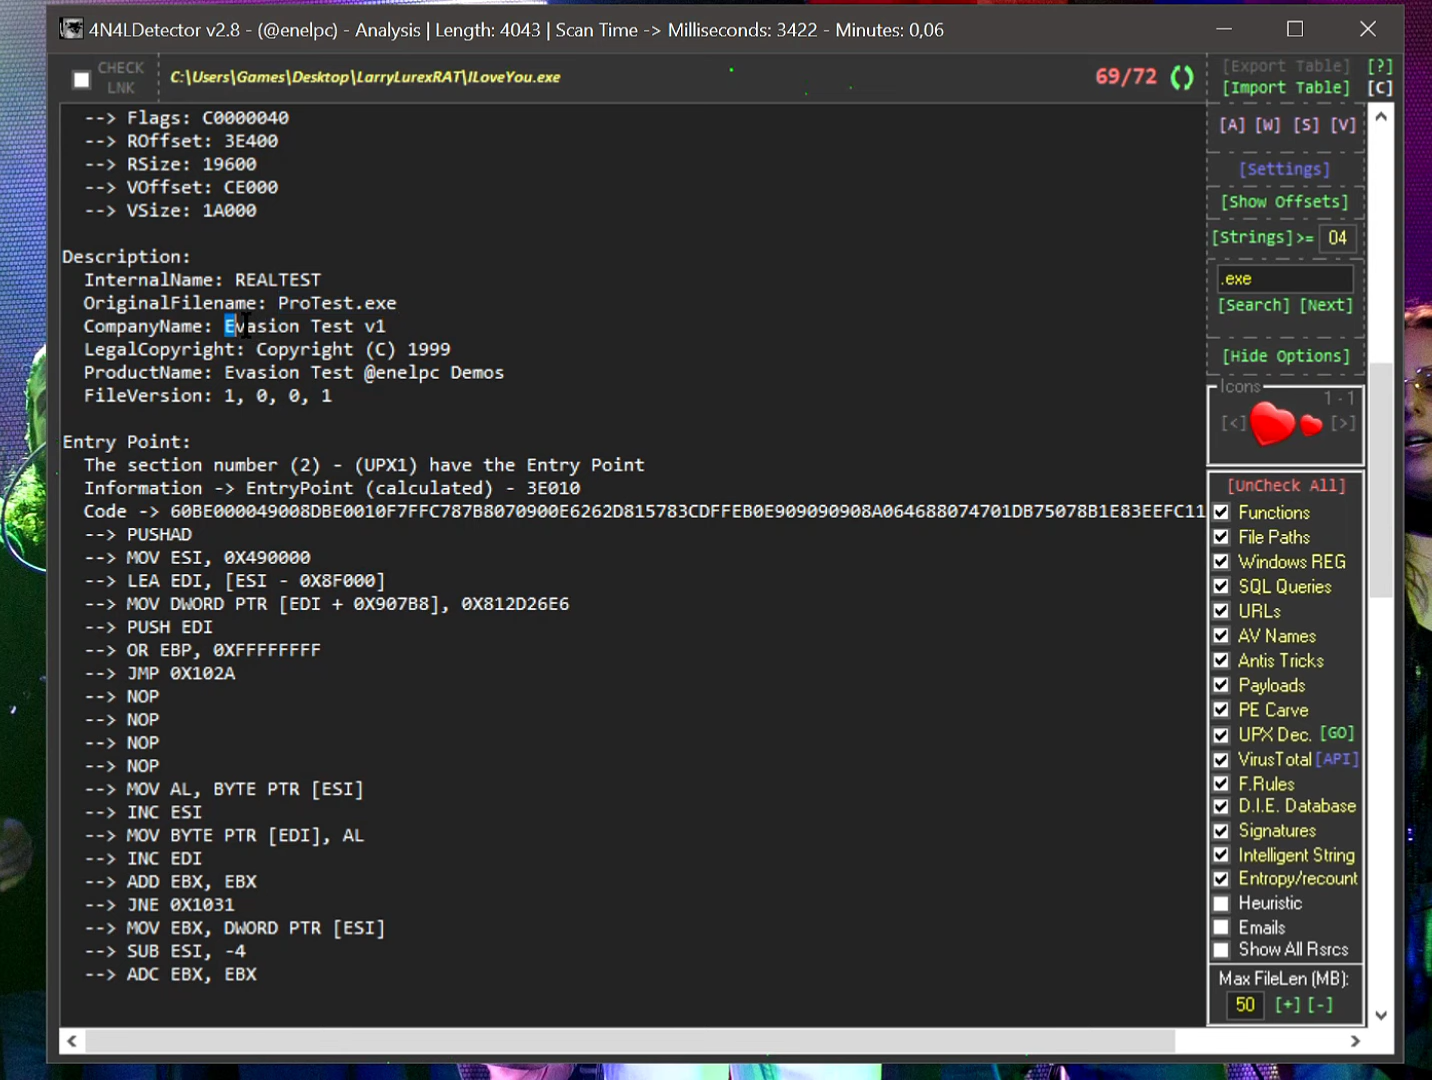 4N4LDetector v2.8 - (@enelpc) - Analysis | Length: 4043 | Scan Time -> Milliseconds: 3422 - Minutes: 0,06
CHECK
LNK
C:\Users\Games\Desktop\LarryLurexRAT\ILoveYou.exe
69/72
--> Flags: C0000040
--> ROffset: 3E400
--> RSize: 19600
--> VOffset: CE000
--> VSize: 1A000
Description:
InternalName: REALTEST
OriginalFilename: ProTest.exe
CompanyName: Evasion Test v1
LegalCopyright: Copyright (C) 1999
ProductName: Evasion Test @enelpc Demos
FileVersion: 1, 0, 0, 1
Entry Point:
The section number (2) - (UPX1) have the Entry Point
Information -> EntryPoint (calculated) - 3E010
Code -> 60BE000049008DBE0010F7FFC787B8070900E6262D815783CDFFEB0E909090908A064688074701DB75078B1E83EEFC11
--> PUSHAD
--> MOV ESI, 0X490000
--> LEA EDI, [ESI - 0X8F000]
--> MOV DWORD PTR [EDI + 0X907B8], 0X812D26E6
--> PUSH EDI
--> OR EBP, 0XFFFFFFFF
--> JMP 0X102A
--> NOP
--> NOP
--> NOP
--> NOP
--> MOV AL, BYTE PTR [ESI]
--> INC ESI
--> MOV BYTE PTR [EDI], AL
--> INC EDI
--> ADD EBX, EBX
--> JNE 0X1031
--> MOV EBX, DWORD PTR [ESI]
--> SUB ESI, -4
--> ADC EBX, EBX
[Export Table] [?]
[Import Table] [C]
[A] [W] [S] [V]
[Settings]
[Show Offsets]
[Strings]>= 04
.exe
[Search] [Next]
[Hide Options]
Icons
1 - 1
[<] [>]
[UnCheck All]
Functions
File Paths
Windows REG
SQL Queries
URLs
AV Names
Antis Tricks
Payloads
PE Carve
UPX Dec. [GO]
VirusTotal [API]
F.Rules
D.I.E. Database
Signatures
Intelligent String
Entropy/recount
Heuristic
Emails
Show All Rsrcs
Max FileLen (MB):
50 [+] [-]